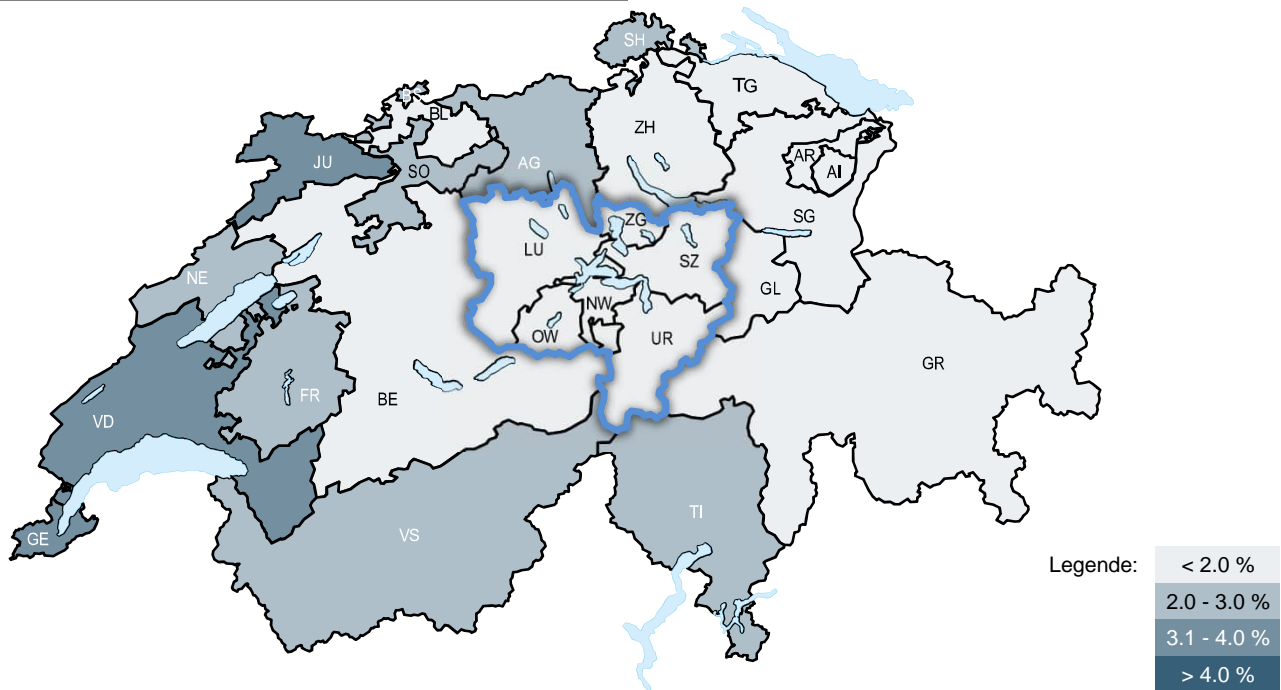 SH
TG
BL
ZH
AR
AI
JU
SO
AG
SG
ZG
LU
SZ
NE
GL
NW
OW
UR
GR
FR
BE
VD
TI
VS
GE
Legende:
< 2.0 %
2.0 - 3.0 %
3.1 - 4.0 %
> 4.0 %